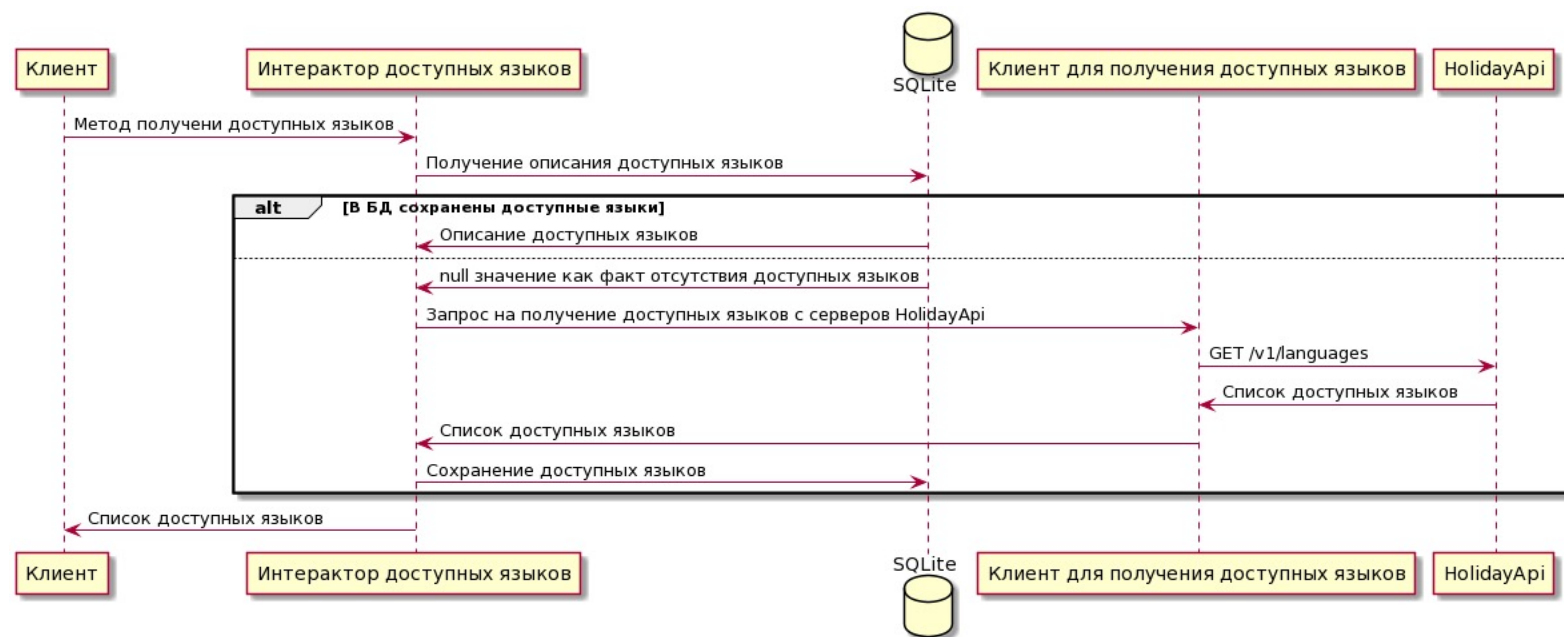 Клиент
Интерактор доступных языков
SQLite
Клиент для получения доступных языков
HolidayApi
Метод получени доступных языков
Получение описания доступных языков
alt [В БД сохранены доступные языки]
Описание доступных языков
null значение как факт отсутствия доступных языков
Запрос на получение доступных языков с серверов HolidayApi
GET /v1/languages
Список доступных языков
Список доступных языков
Сохранение доступных языков
Список доступных языков
Клиент
Интерактор доступных языков
SQLite
Клиент для получения доступных языков
HolidayApi